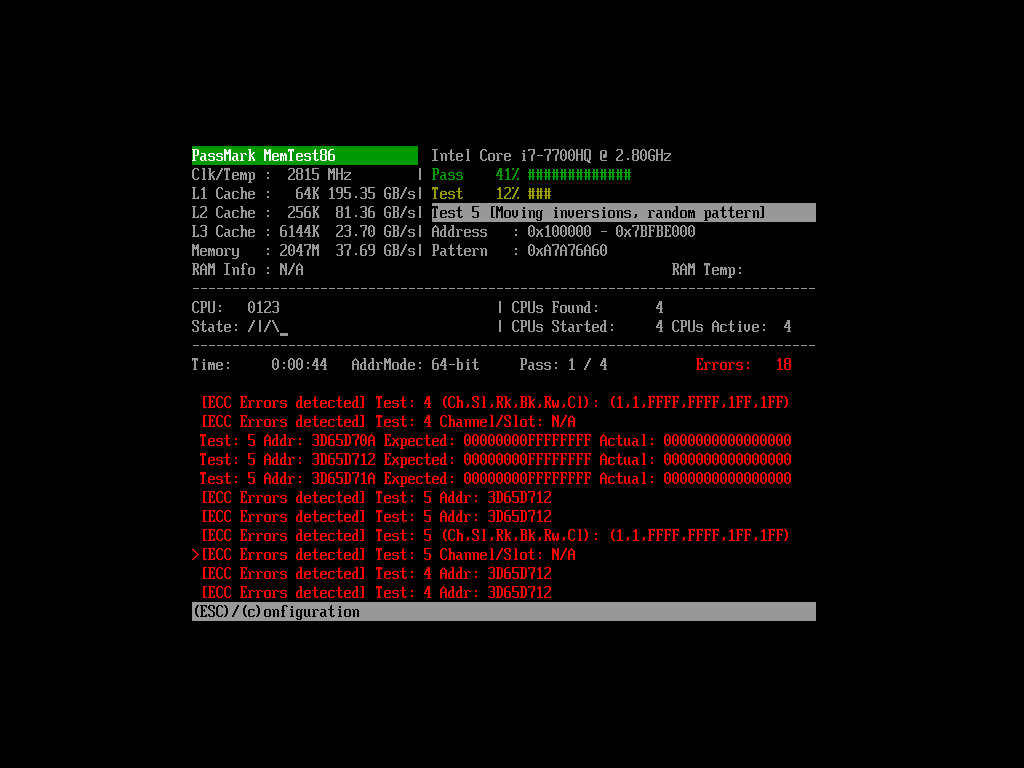 PassMark MemTest86 Intel Core i7-7700HQ @ 2.80GHz
Clk/Temp : 2815 MHz | Pass 41% #############
L1 Cache : 64K 195.35 GB/s| Test 12% ###
L2 Cache : 256K 81.36 GB/s| Test 5 [Moving inversions, random pattern]
L3 Cache : 6144K 23.70 GB/s| Address : 0x100000 - 0x7BFBE000
Memory : 2047M 37.69 GB/s| Pattern : 0xA7A76A60
RAM Info : N/A RAM Temp:
------------------------------------------------------------------------------
CPU: 0123 | CPUs Found: 4
State: /|/\_ | CPUs Started: 4 CPUs Active: 4
------------------------------------------------------------------------------
Time: 0:00:44 AddrMode: 64-bit Pass: 1 / 4 Errors: 18
[ECC Errors detected] Test: 4 (Ch,Sl,Rk,Bk,Rw,Cl): (1,1,FFFF,FFFF,1FF,1FF)
[ECC Errors detected] Test: 4 Channel/Slot: N/A
Test: 5 Addr: 3D65D70A Expected: 00000000FFFFFFFF Actual: 0000000000000000
Test: 5 Addr: 3D65D712 Expected: 00000000FFFFFFFF Actual: 0000000000000000
Test: 5 Addr: 3D65D71A Expected: 00000000FFFFFFFF Actual: 0000000000000000
[ECC Errors detected] Test: 5 Addr: 3D65D712
[ECC Errors detected] Test: 5 Addr: 3D65D712
[ECC Errors detected] Test: 5 (Ch,Sl,Rk,Bk,Rw,Cl): (1,1,FFFF,FFFF,1FF,1FF)
>[ECC Errors detected] Test: 5 Channel/Slot: N/A
[ECC Errors detected] Test: 4 Addr: 3D65D712
[ECC Errors detected] Test: 4 Addr: 3D65D712
(ESC)/(c)onfiguration